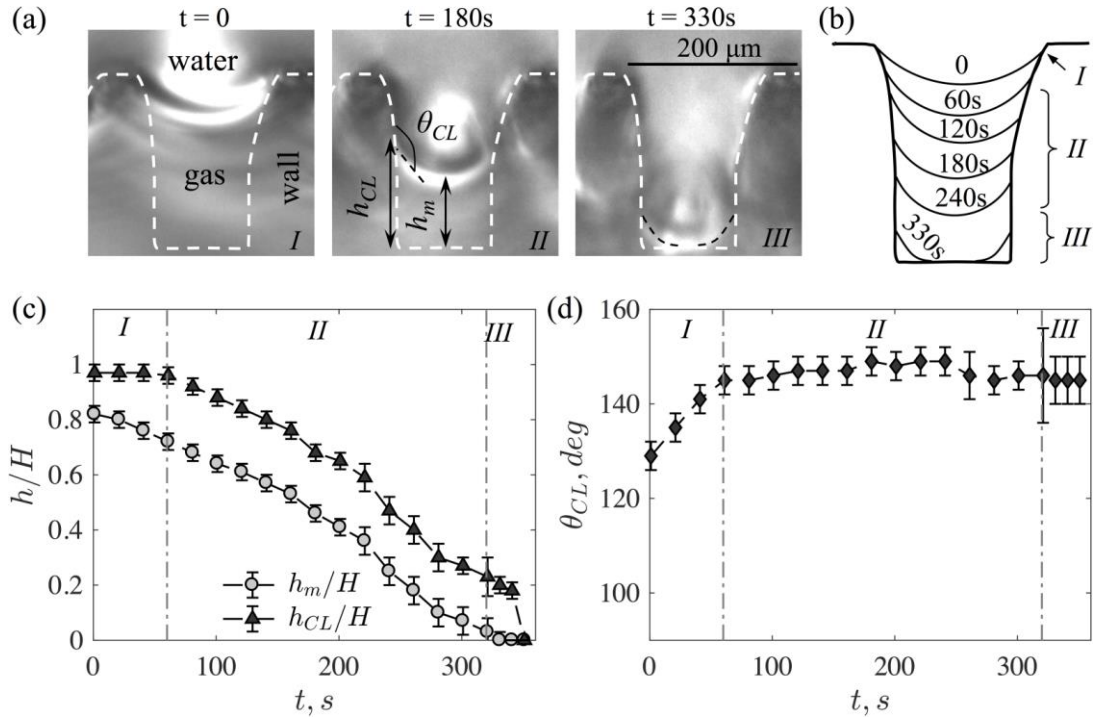 (a)
t = 0
t = 180s
t = 330s
(b)
water
gas
wall
I
θCL
hCL
hm
II
200 μm
III
0
60s
120s
180s
240s
330s
I
II
III
(c)
I
II
III
1
0.8
0.6
0.4
0.2
0
h/H
hm/H
hCL/H
0
100
200
300
t, s
(d)
I
II
III
160
140
120
100
θCL, deg
0
100
200
300
t, s